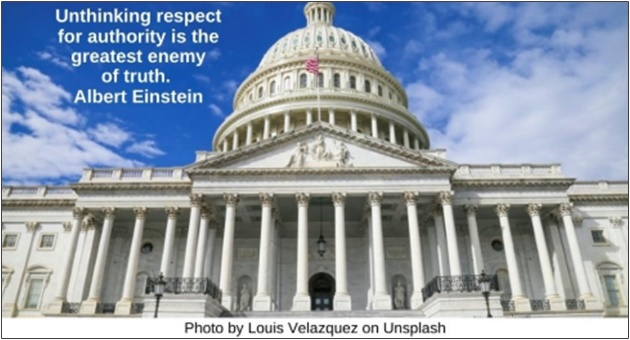 Unthinking respect
for authority is the
greatest enemy
of truth.
Albert Einstein
Photo by Louis Velazquez on Unsplash